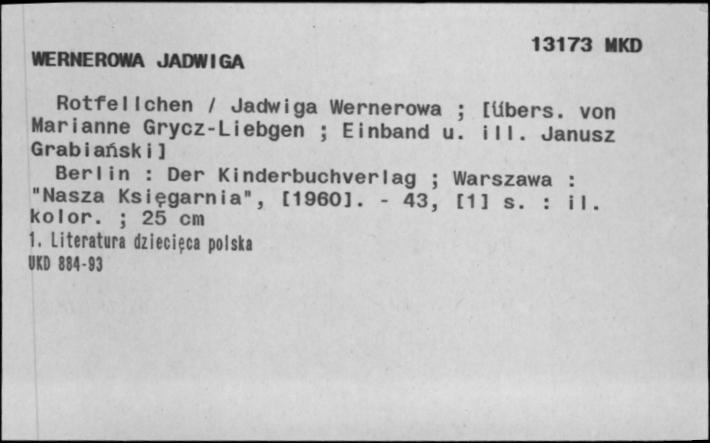 13173 MKD
WERNEROWA JADWIGA
Rotfellchen / Jadwiga Wernerowa ; [Übers. von
Marianne Grycz-Liebgen ; Einband u. ill. Janusz
Grabiański]
Berlin : Der Kinderbuchverlag ; Warszawa :
"Nasza Księgarnia", [1960]. - 43, [1] s. : il.
kolor. ; 25 cm
1. Literatura dziecięca polska
UKD 884-93